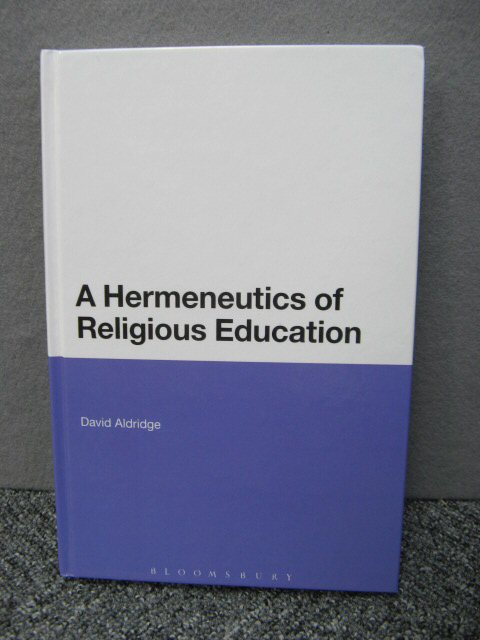 A Hermeneutics of
Religious Education
David Aldridge
BLOOMSBURY